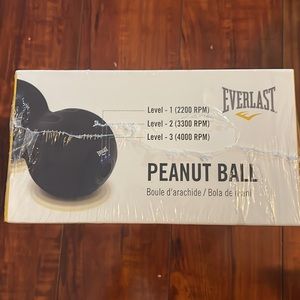 Level - 1 (2200 RPM)
Level - 2 (3300 RPM)
Level - 3 (4000 RPM)
EVERLAST
PEANUT BALL
Boule d'arachide / Bola de maní